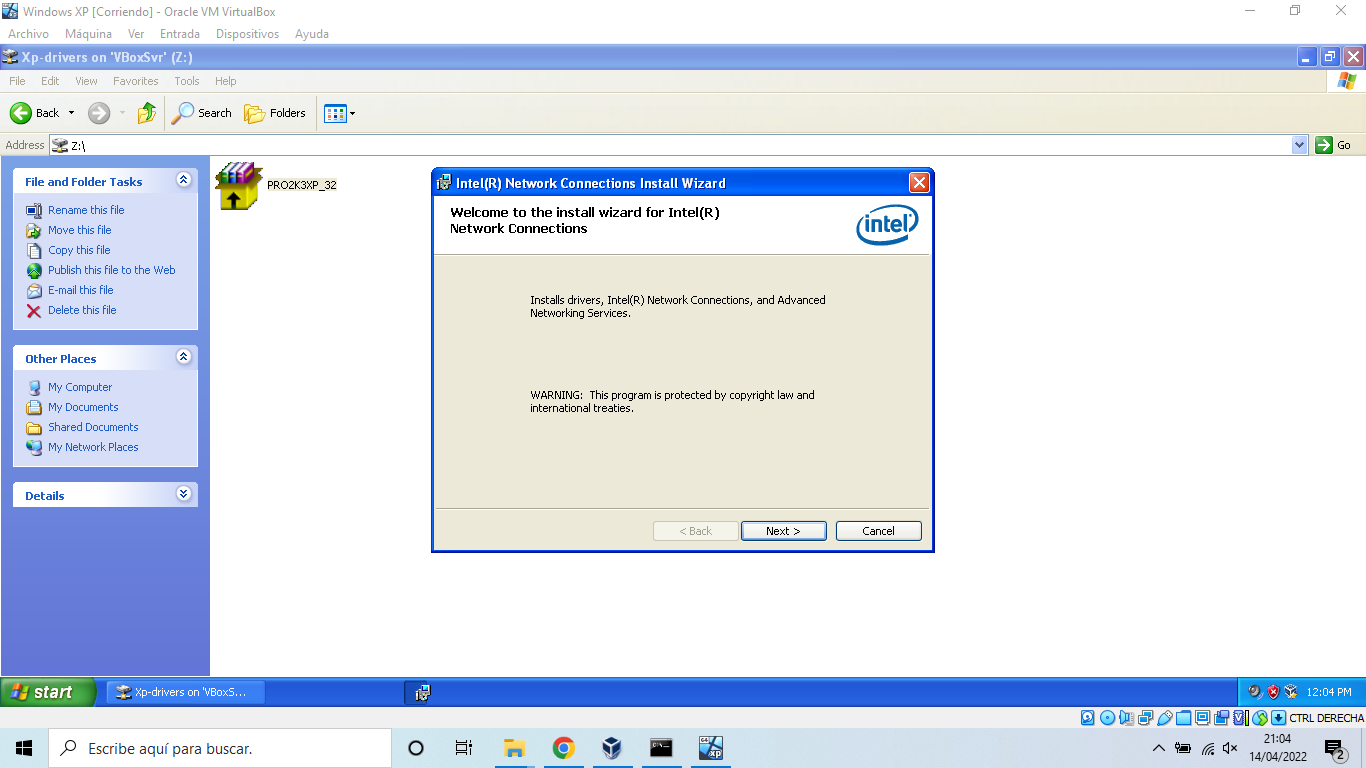 Windows XP [Corriendo] - Oracle VM VirtualBox
Archivo Máquina Ver Entrada Dispositivos Ayuda
Xp-drivers on 'VBoxSvr' (Z:)
File Edit View Favorites Tools Help
Back Search Folders
Address Z:\ Go
File and Folder Tasks
Rename this file
Move this file
Copy this file
Publish this file to the Web
E-mail this file
Delete this file
Other Places
My Computer
My Documents
Shared Documents
My Network Places
Details
PRO2K3XP_32
Intel(R) Network Connections Install Wizard
Welcome to the install wizard for Intel(R)
Network Connections
intel
Installs drivers, Intel(R) Network Connections, and Advanced
Networking Services.
WARNING: This program is protected by copyright law and
international treaties.
< Back Next > Cancel
start Xp-drivers on 'VBoxS... 12:04 PM
CTRL DERECHA
Escribe aquí para buscar.
21:04
14/04/2022
2